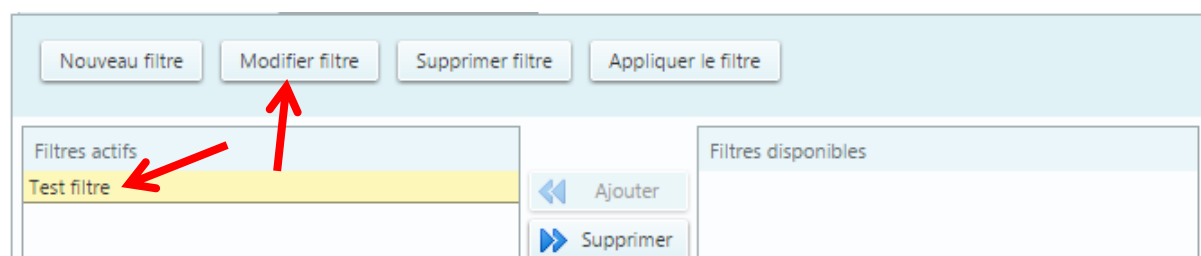 Nouveau filtre Modifier filtre Supprimer filtre Appliquer le filtre
Filtres actifs Filtres disponibles
Test filtre
Ajouter
Supprimer